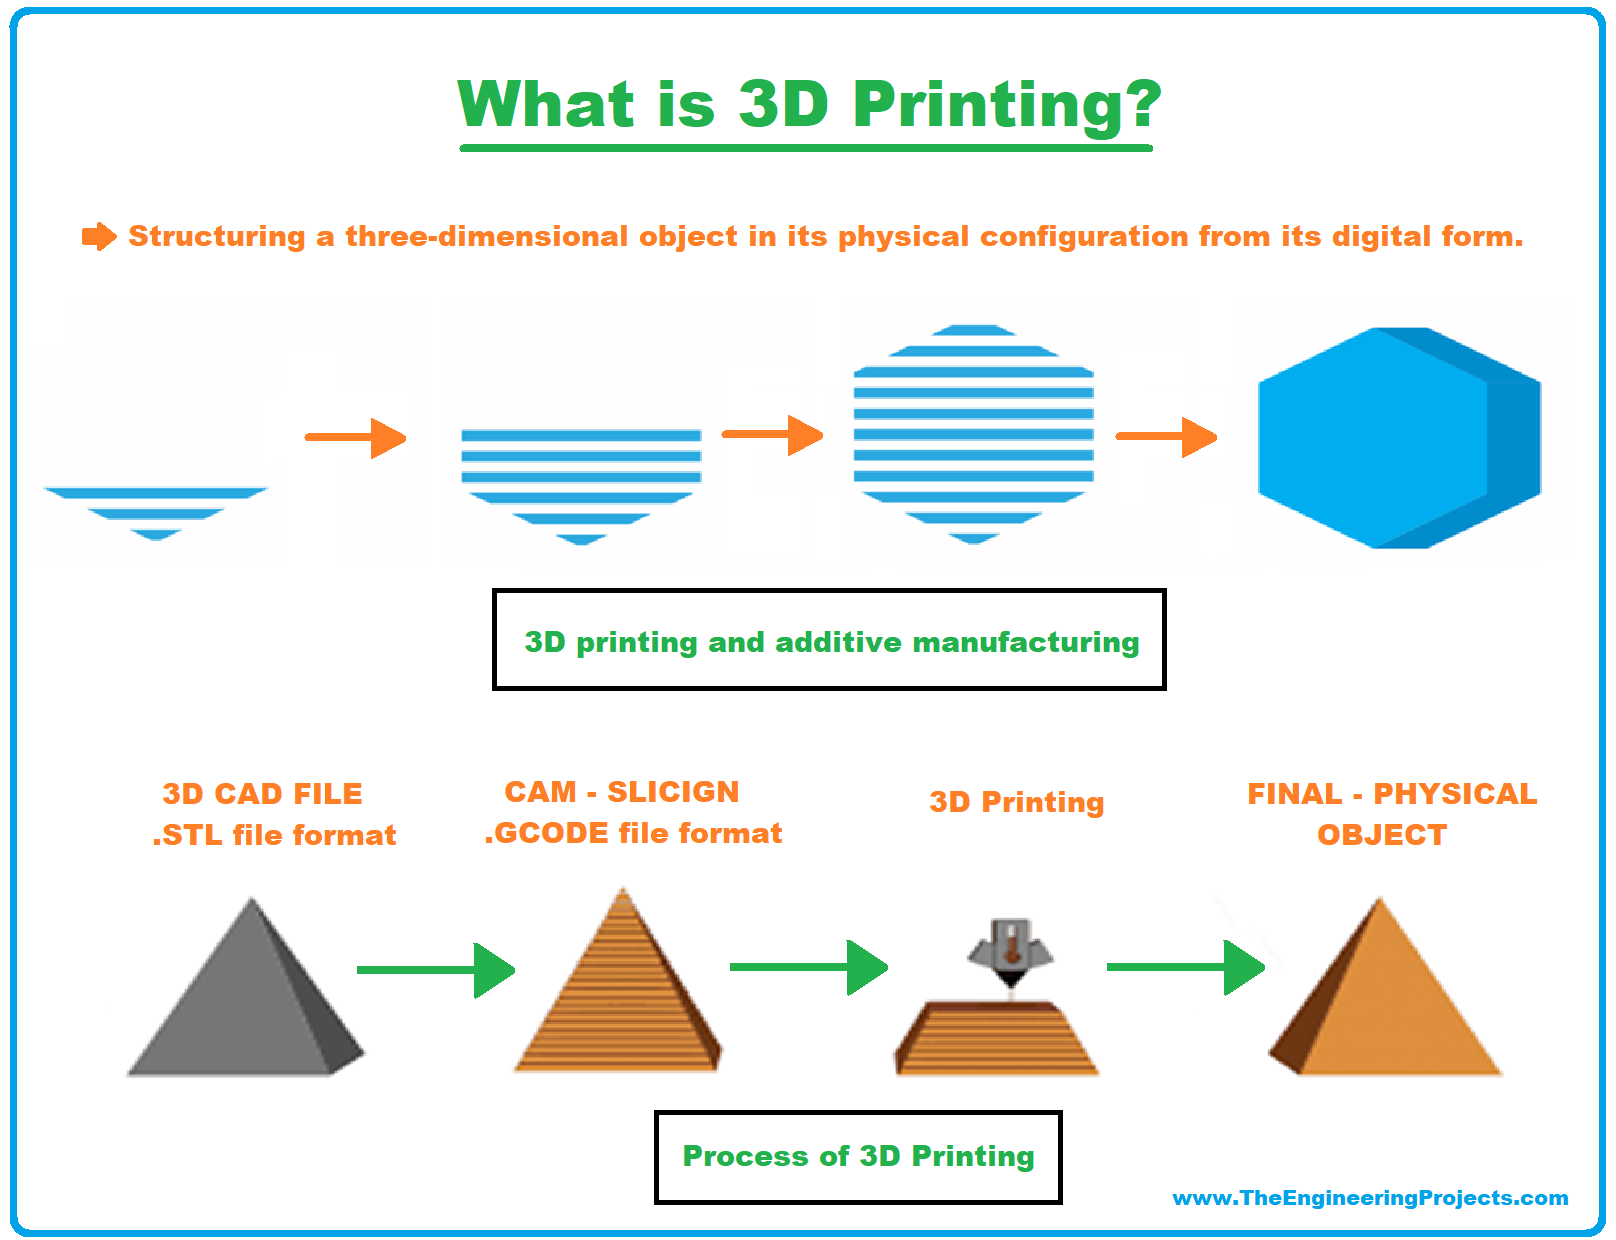 What is 3D Printing?
Structuring a three-dimensional object in its physical configuration from its digital form.
3D printing and additive manufacturing
3D CAD FILE
.STL file format
CAM - SLICIGN
.GCODE file format
3D Printing
FINAL - PHYSICAL
OBJECT
Process of 3D Printing
www.TheEngineeringProjects.com